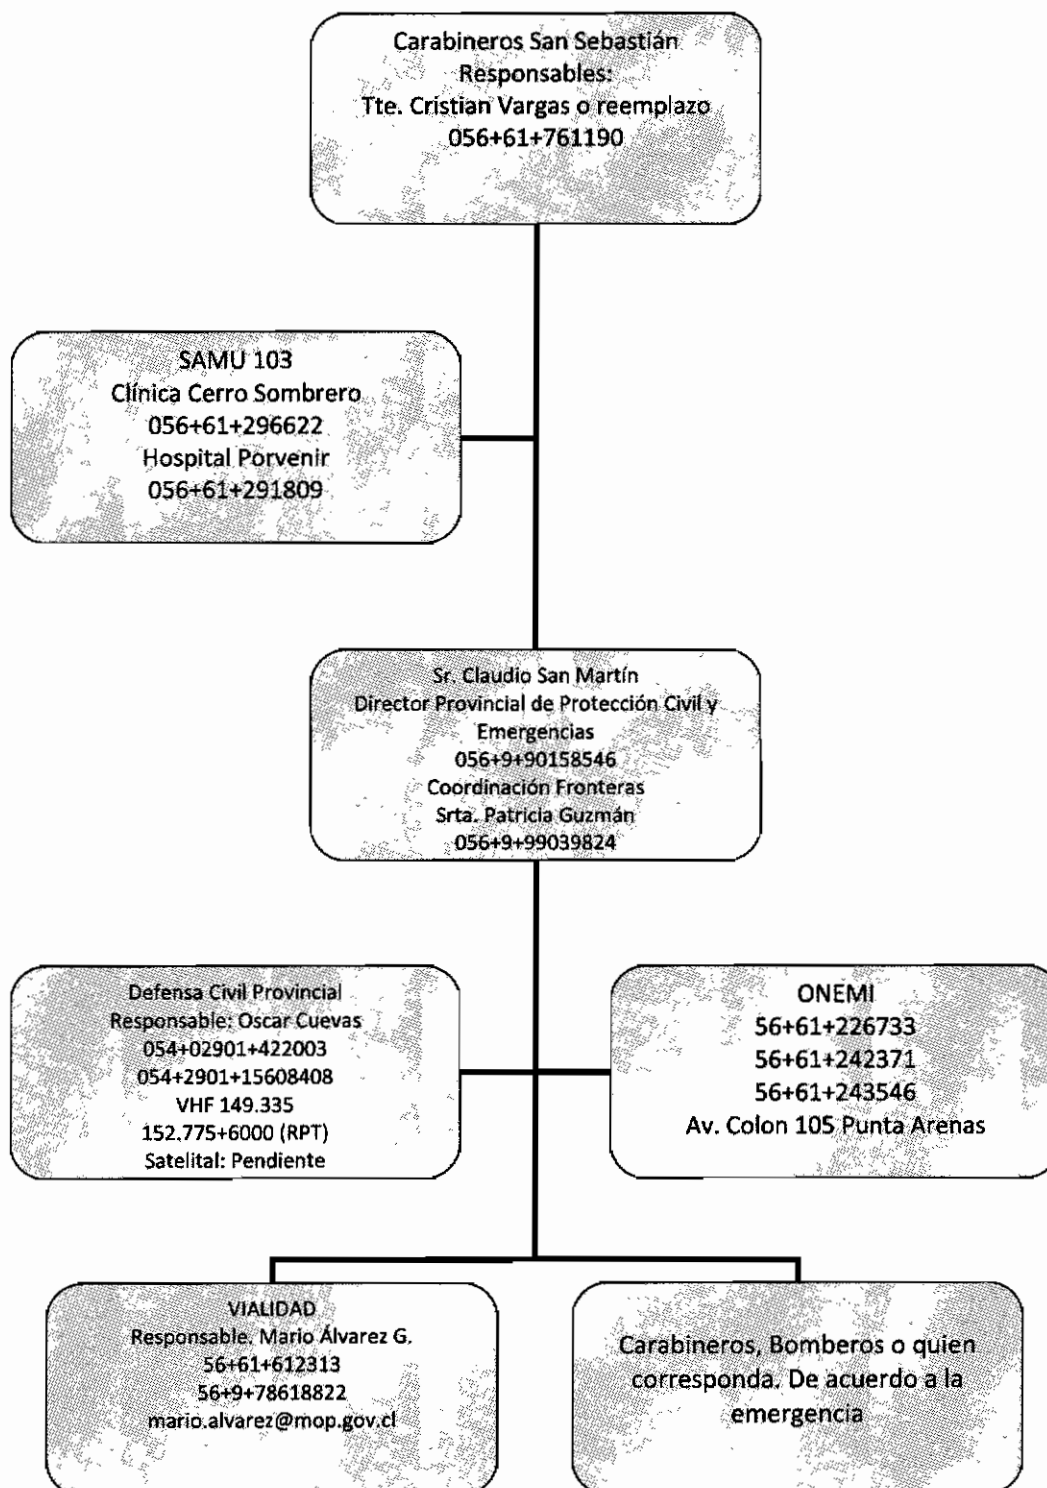 Carabineros San Sebastián
Responsables:
Tte. Cristian Vargas o reemplazo
056+61+761190
SAMU 103
Clínica Cerro Sombrero
056+61+296622
Hospital Porvenir
056+61+291809
Sr. Claudio San Martín
Director Provincial de Protección Civil y
Emergencias
056+9+90158546
Coordinación Fronteras
Srta. Patricia Guzmán
056+9+99039824
Defensa Civil Provincial
Responsable: Oscar Cuevas
054+02901+422003
054+2901+15608408
VHF 149.335
152.775+6000 (RPT)
Satelital: Pendiente
ONEMI
56+61+226733
56+61+242371
56+61+243546
Av. Colon 105 Punta Arenas
VIALIDAD
Responsable. Mario Álvarez G.
56+61+612313
56+9+78618822
mario.alvarez@mop.gov.cl
Carabineros, Bomberos o quien
corresponda. De acuerdo a la
emergencia